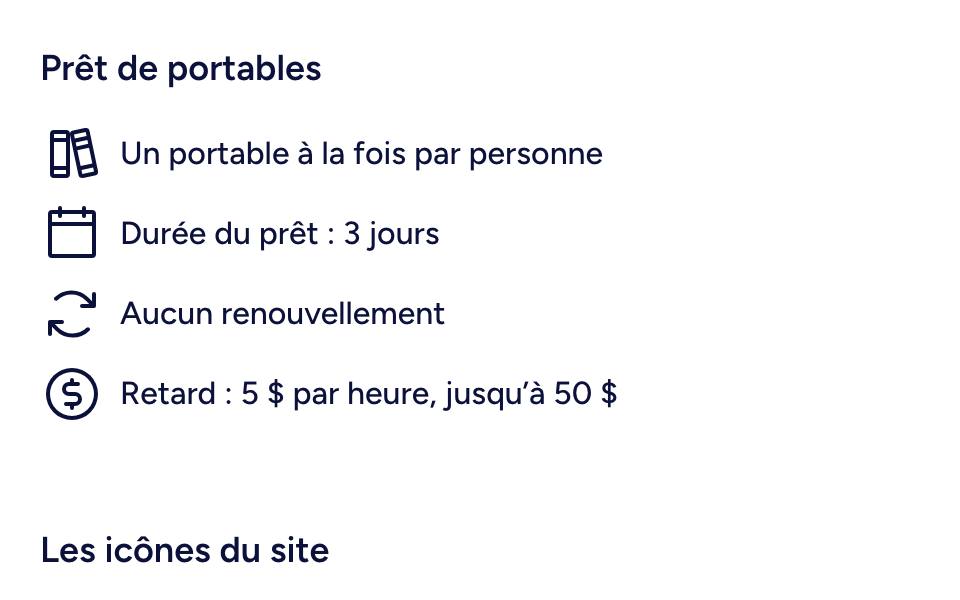 Prêt de portables
Un portable à la fois par personne
Durée du prêt : 3 jours
Aucun renouvellement
Retard : 5 $ par heure, jusqu’à 50 $
Les icônes du site